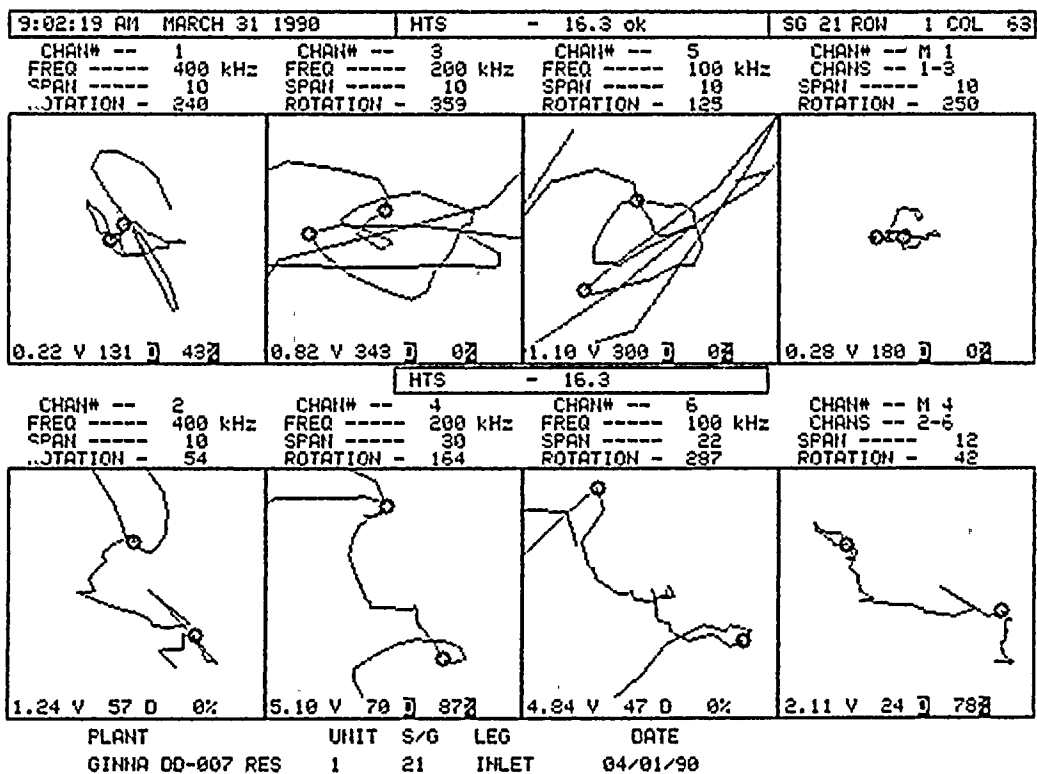 9:02:19 AM MARCH 31 1990 HTS - 16.3 ok SG 21 ROW 1 COL 63
CHAN# -- 1 CHAN# -- 3 CHAN# -- 5 CHAN# -- M 1
FREQ ----- 400 kHz FREQ ----- 200 kHz FREQ ----- 100 kHz CHANS -- 1-3
SPAN ----- 10 SPAN ----- 10 SPAN ----- 10 SPAN ----- 10
ROTATION - 240 ROTATION - 359 ROTATION - 125 ROTATION - 250
0.22 V 131 D 43% 0.82 V 343 D 0% 1.10 V 300 D 0% 0.28 V 180 D 0%
HTS - 16.3
CHAN# -- 2 CHAN# -- 4 CHAN# -- 6 CHAN# -- M 4
FREQ ----- 400 kHz FREQ ----- 200 kHz FREQ ----- 100 kHz CHANS -- 2-6
SPAN ----- 10 SPAN ----- 30 SPAN ----- 22 SPAN ----- 12
ROTATION - 54 ROTATION - 164 ROTATION - 287 ROTATION - 42
1.24 V 57 D 0% 5.10 V 70 D 87% 4.84 V 47 D 0% 2.11 V 24 D 78%
PLANT UNIT S/G LEG DATE
GINNA DD-007 RES 1 21 INLET 04/01/90